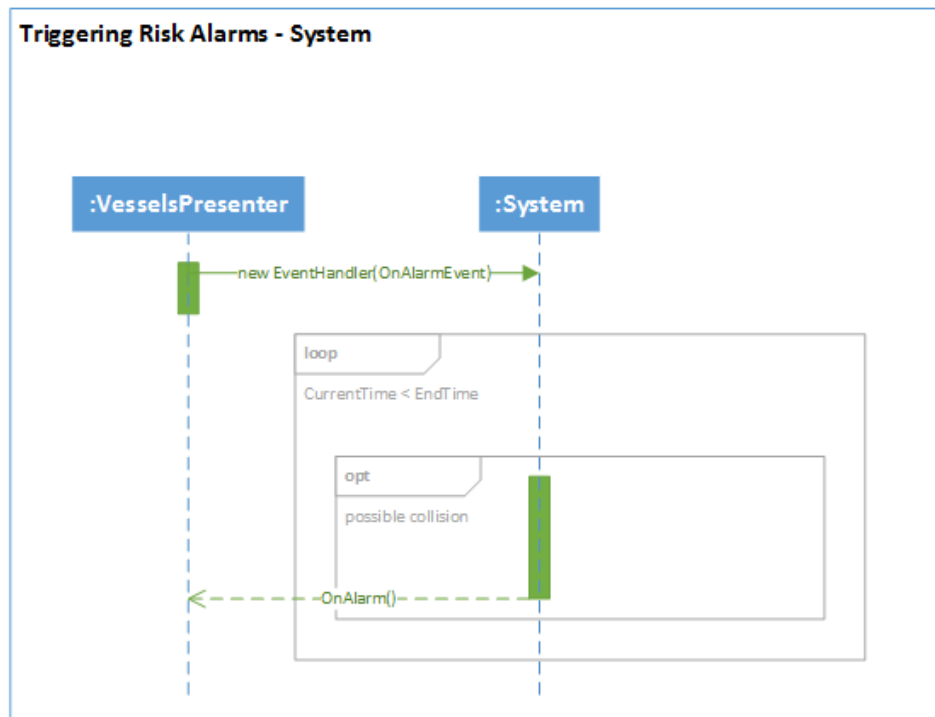 Triggering Risk Alarms - System
:VesselsPresenter
:System
new EventHandler(OnAlarmEvent)
loop
CurrentTime < EndTime
opt
possible collision
OnAlarm()